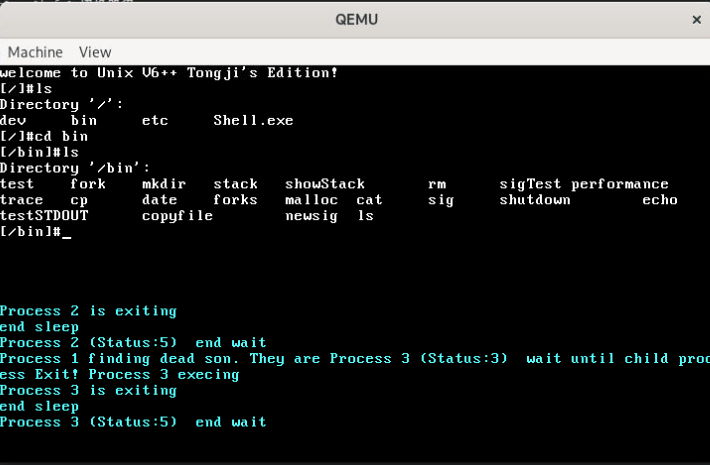 QEMU ×
Machine View
welcome to Unix V6++ Tongji's Edition!
[/]#ls
Directory '/':
dev bin etc Shell.exe
[/]#cd bin
[/bin]#ls
Directory '/bin':
test fork mkdir stack showStack rm sigTest performance
trace cp date forks malloc cat sig shutdown echo
testSTDOUT copyfile newsig ls
[/bin]#_
Process 2 is exiting
end sleep
Process 2 (Status:5) end wait
Process 1 finding dead son. They are Process 3 (Status:3) wait until child proc
ess Exit! Process 3 execing
Process 3 is exiting
end sleep
Process 3 (Status:5) end wait